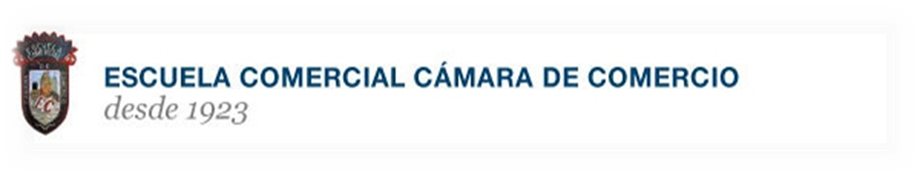 ESCUELA COMERCIAL CÁMARA DE COMERCIO
desde 1923